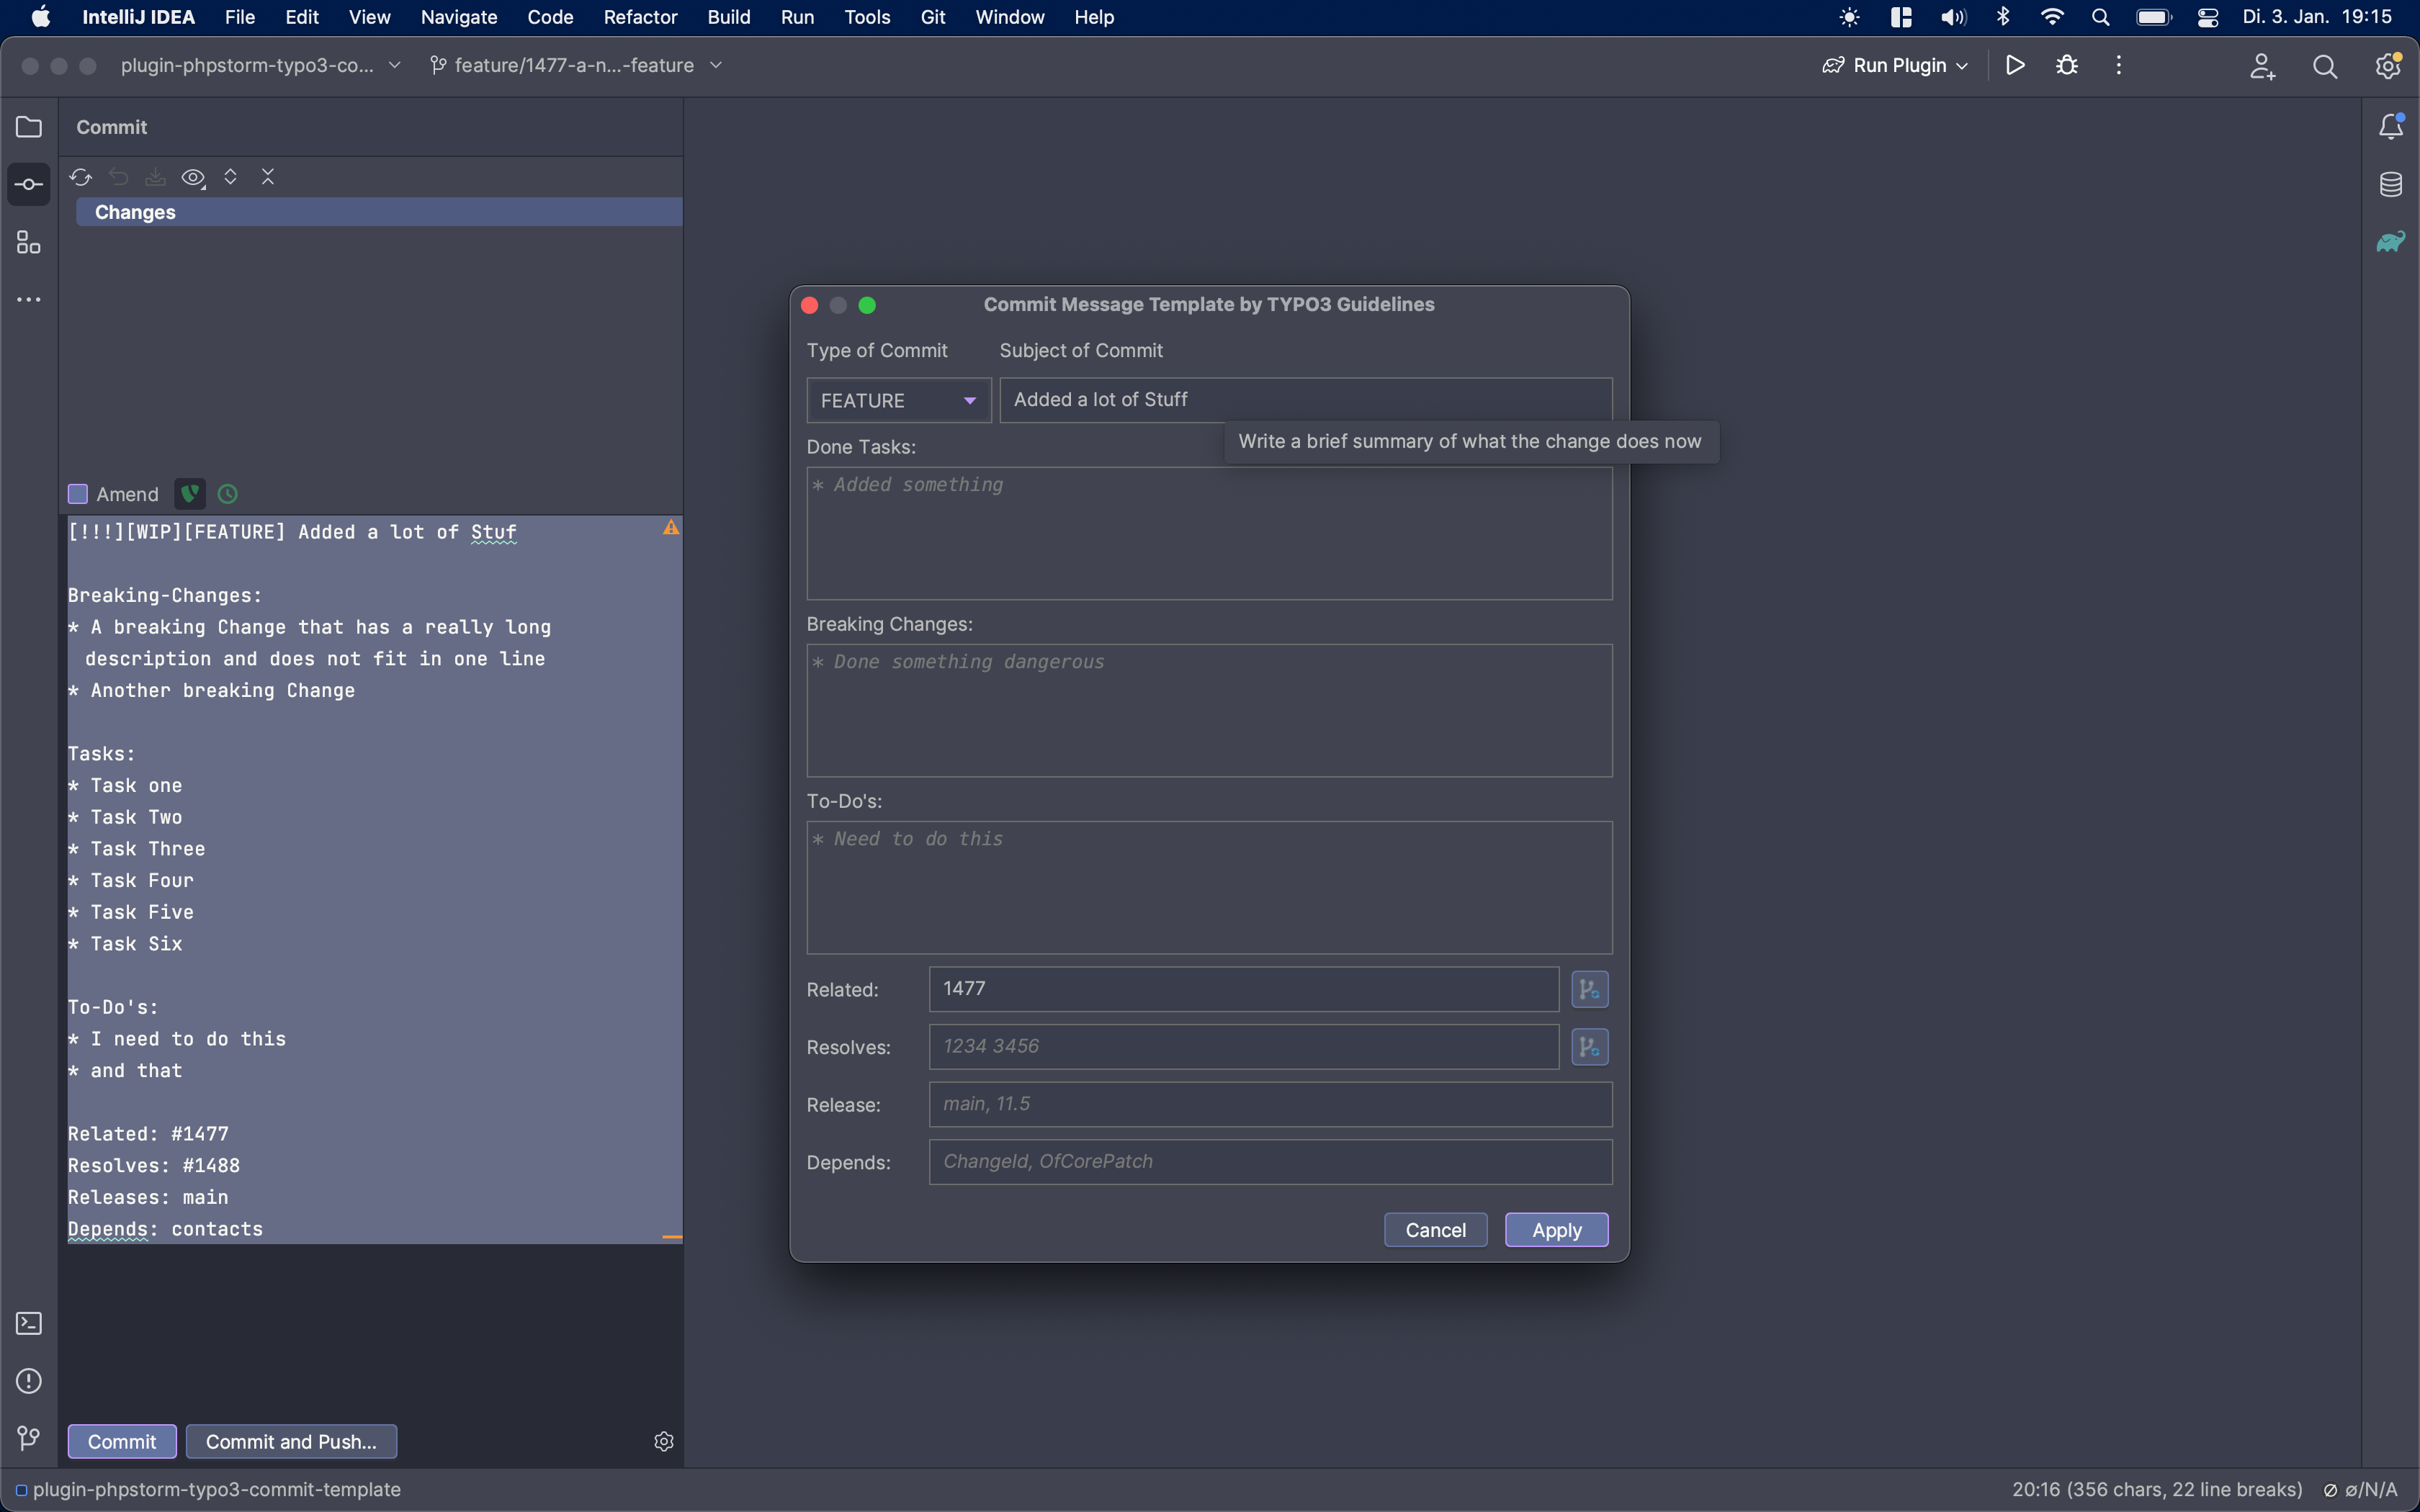 IntelliJ IDEA File Edit View Navigate Code Refactor Build Run Tools Git Window Help Di. 3. Jan. 19:15
plugin-phpstorm-typo3-co... feature/1477-a-n...-feature Run Plugin
Commit
Changes
Amend
[!!!][WIP][FEATURE] Added a lot of Stuf
Breaking-Changes:
* A breaking Change that has a really long
description and does not fit in one line
* Another breaking Change
Tasks:
* Task one
* Task Two
* Task Three
* Task Four
* Task Five
* Task Six
To-Do's:
* I need to do this
* and that
Related: #1477
Resolves: #1488
Releases: main
Depends: contacts
Commit Commit and Push...
Commit Message Template by TYPO3 Guidelines
Type of Commit Subject of Commit
FEATURE Added a lot of Stuff
Write a brief summary of what the change does now
Done Tasks:
* Added something
Breaking Changes:
* Done something dangerous
To-Do's:
* Need to do this
Related: 1477
Resolves: 1234 3456
Release: main, 11.5
Depends: ChangeId, OfCorePatch
Cancel Apply
plugin-phpstorm-typo3-commit-template 20:16 (356 chars, 22 line breaks) ø/N/A